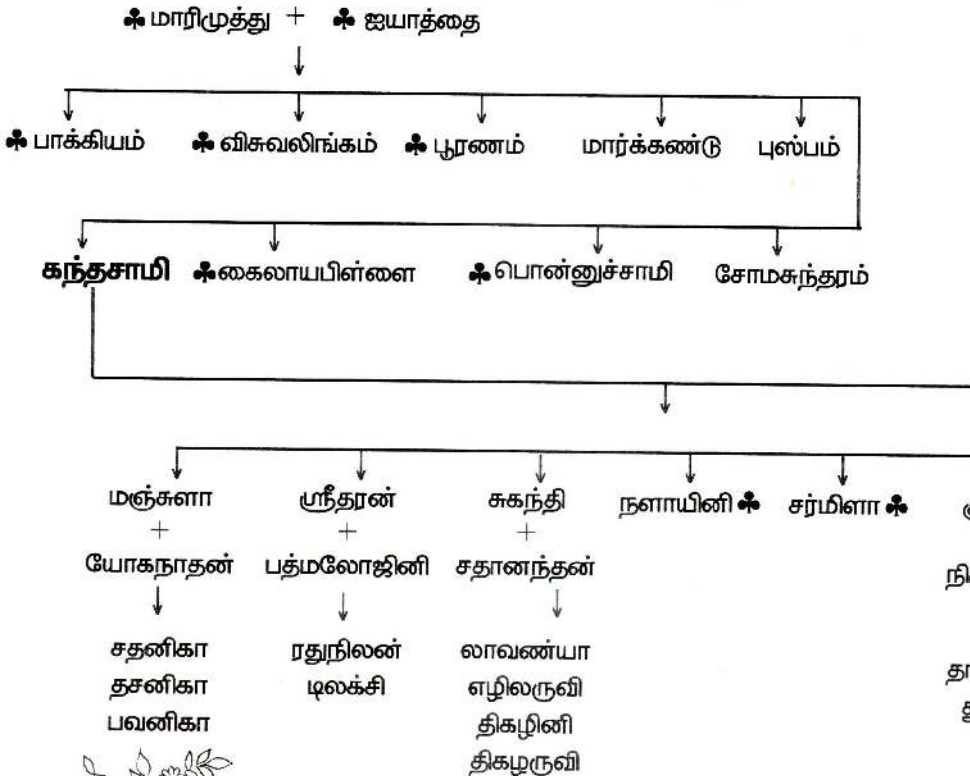 ♣ மாரிமுத்து + ♣ ஐயாத்தை
♣ பாக்கியம் ♣ விசுவலிங்கம் ♣ பூரணம் மார்க்கண்டு புஸ்பம்
கந்தசாமி ♣ கைலாயபிள்ளை ♣ பொன்னுச்சாமி சோமசுந்தரம்
மஞ்சுளா ஸ்ரீதரன் சுகந்தி நளாயினி ♣ சர்மிளா ♣
+ + +
யோகநாதன் பத்மலோஜினி சதானந்தன்
சதனிகா ரதுநிலன் லாவண்யா
தசனிகா டிலக்சி எழிலருவி
பவனிகா திகழினி
திகழருவி